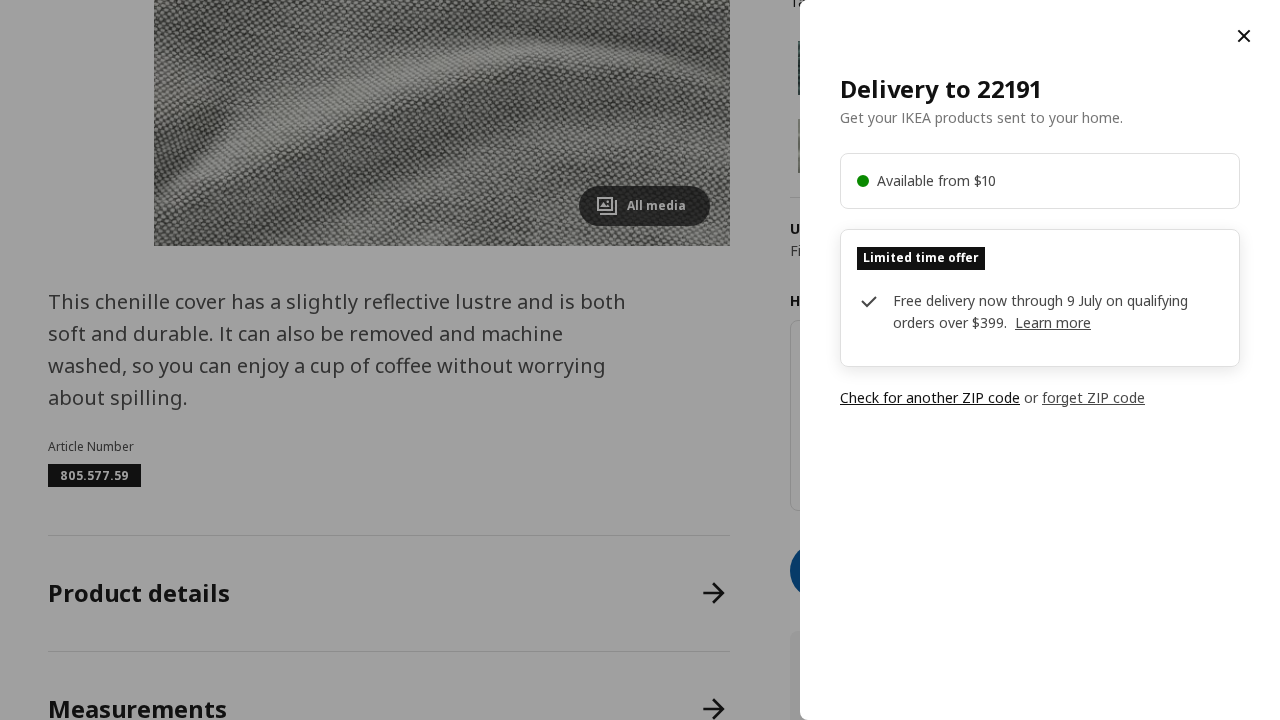 All media
This chenille cover has a slightly reflective lustre and is both
soft and durable. It can also be removed and machine
washed, so you can enjoy a cup of coffee without worrying
about spilling.
Article Number
805.577.59
Product details
Measurements
Delivery to 22191
Get your IKEA products sent to your home.
Available from $10
Limited time offer
Free delivery now through 9 July on qualifying
orders over $399. Learn more
Check for another ZIP code or forget ZIP code